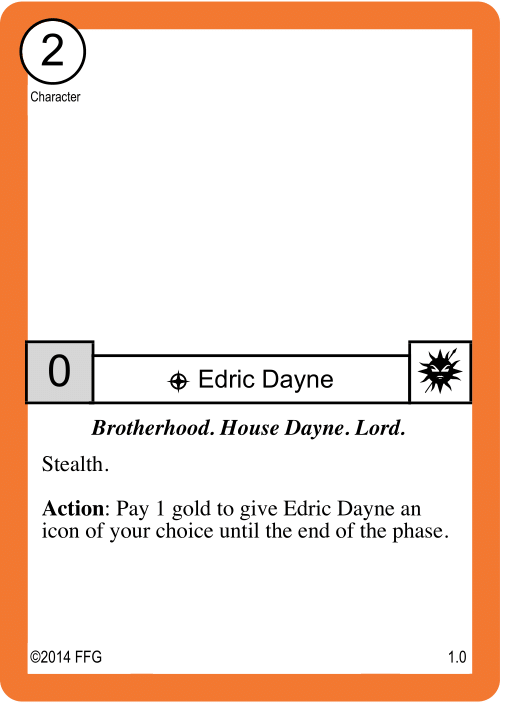 2
Character
0
Edric Dayne
Brotherhood. House Dayne. Lord.
Stealth.
Action: Pay 1 gold to give Edric Dayne an
icon of your choice until the end of the phase.
©2014 FFG 1.0